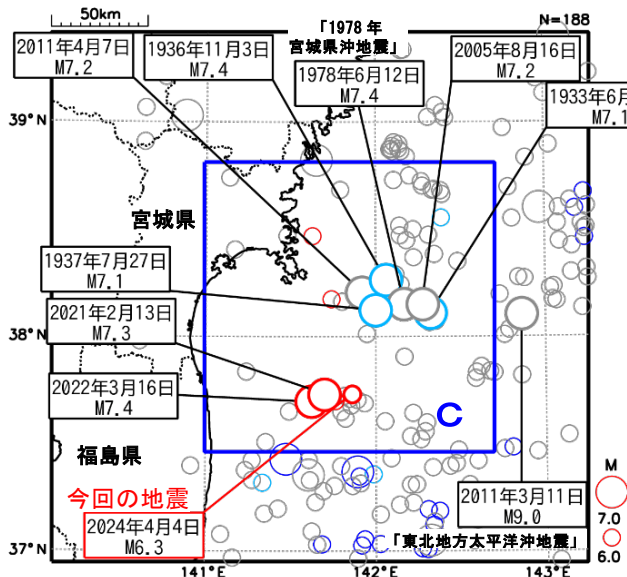 50km
N=188
「1978年
宮城県沖地震」
2011年4月7日
M7.2
1936年11月3日
M7.4
1978年6月12日
M7.4
2005年8月16日
M7.2
1933年6月
M7.1
39°N
宮城県
1937年7月27日
M7.1
2021年2月13日
M7.3
38°N
2022年3月16日
M7.4
C
福島県
今回の地震
2024年4月4日
M6.3
2011年3月11日
M9.0
「東北地方太平洋沖地震」
M
7.0
6.0
37°N
141°E
142°E
143°E